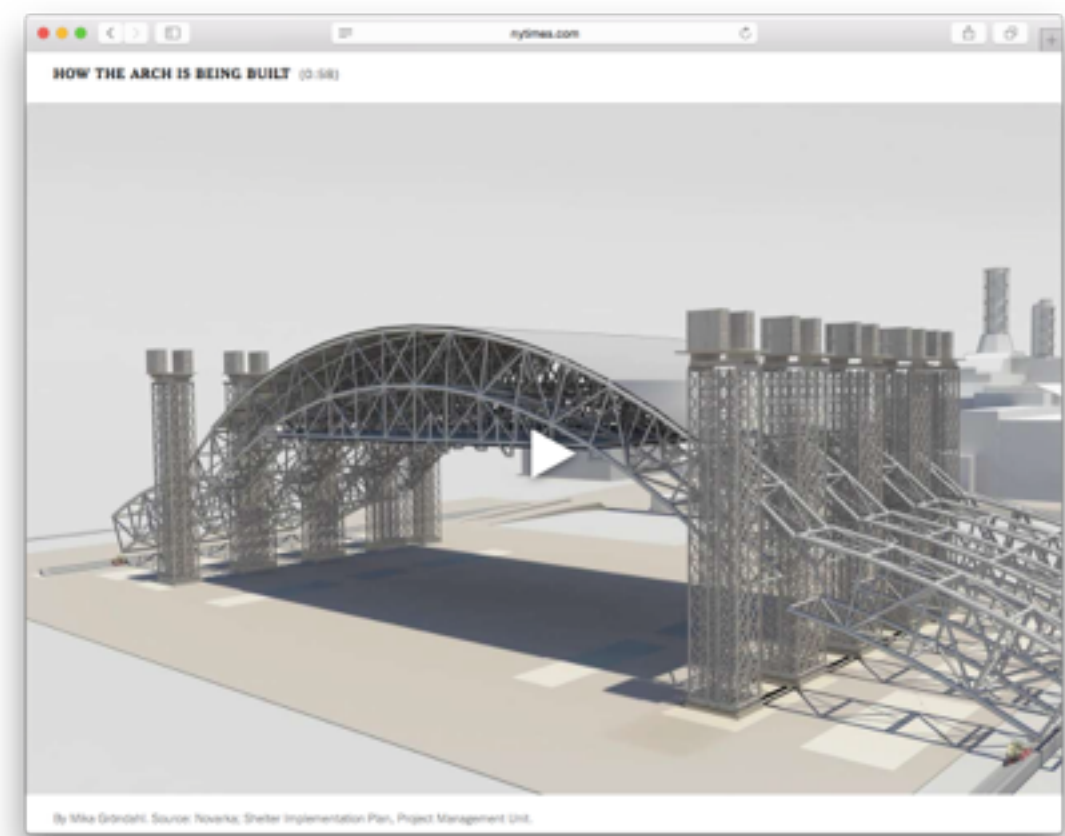 nytimes.com
HOW THE ARCH IS BEING BUILT (0:58)
By Mika Gröndahl. Source: Novarka; Shelter Implementation Plan, Project Management Unit.